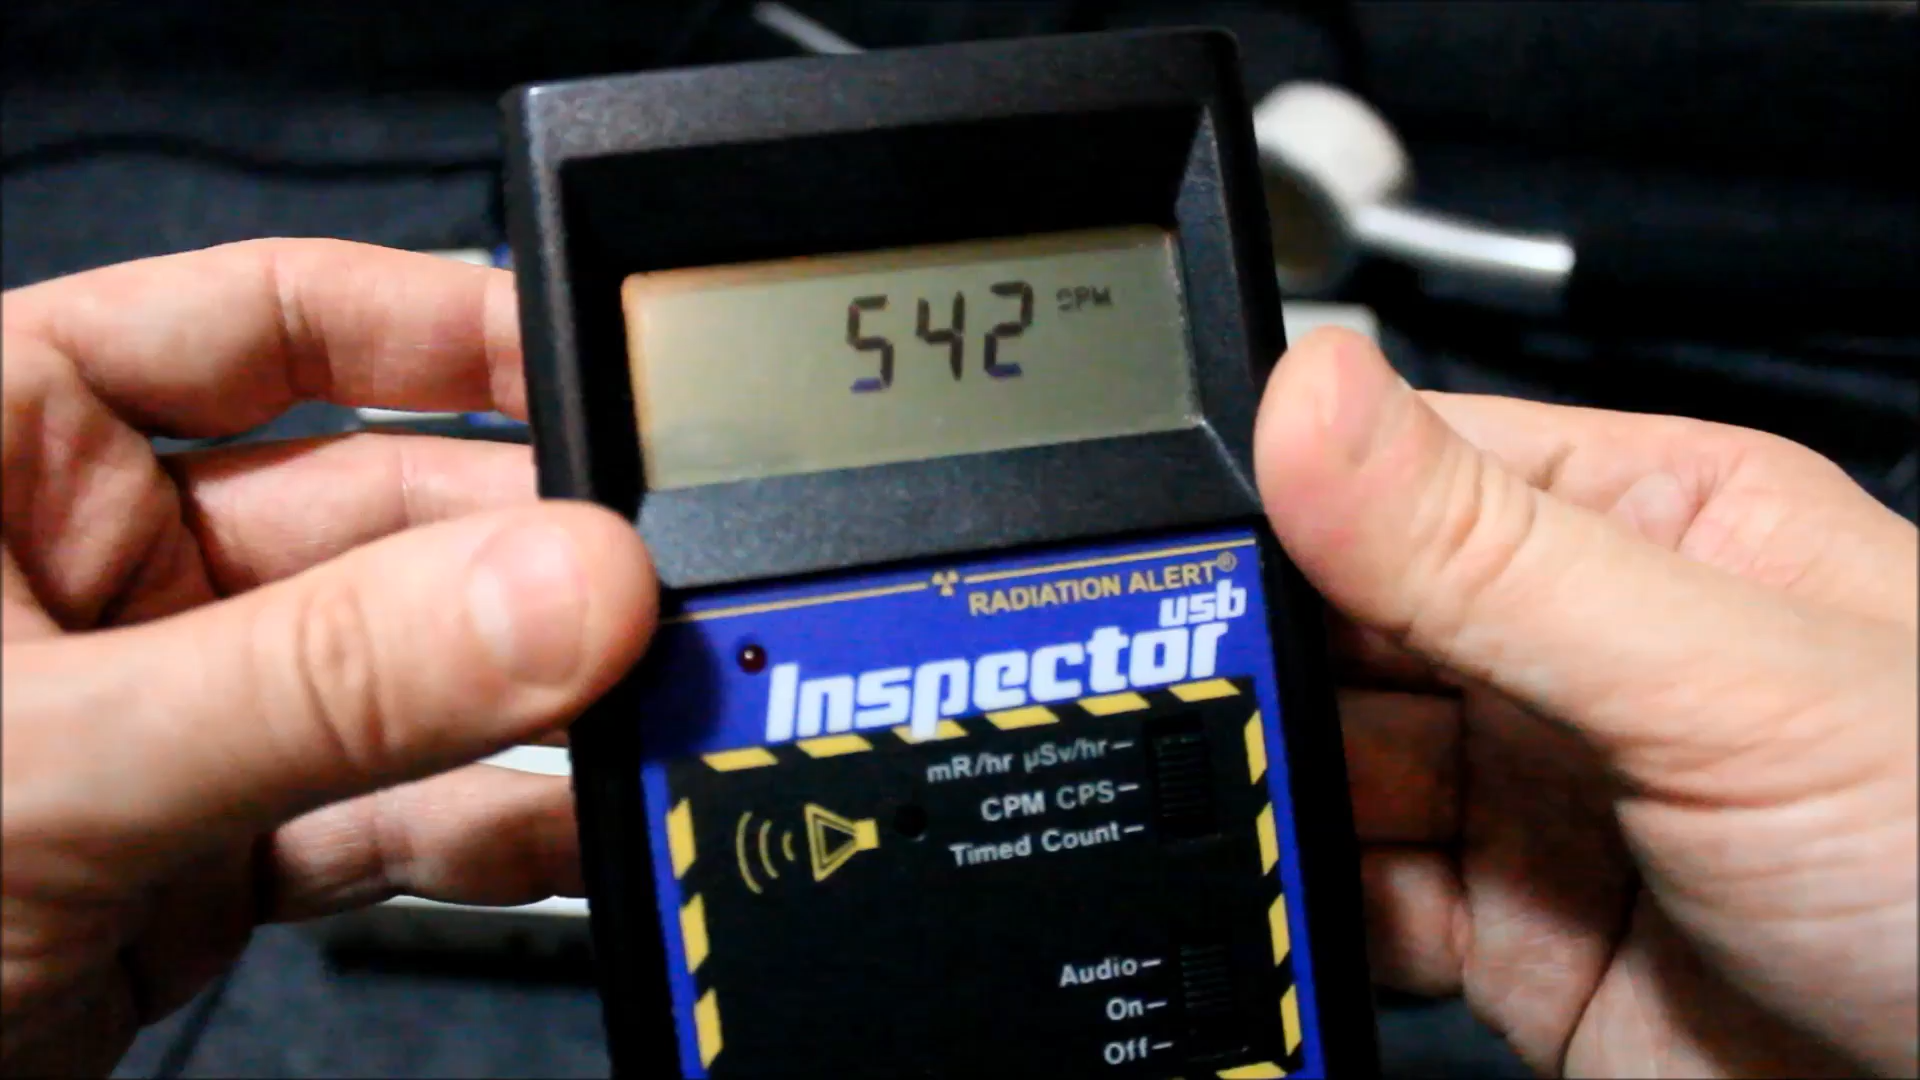 542 CPM
RADIATION ALERT®
Inspector usb
mR/hr µSv/hr
CPM CPS
Timed Count
Audio
On
Off